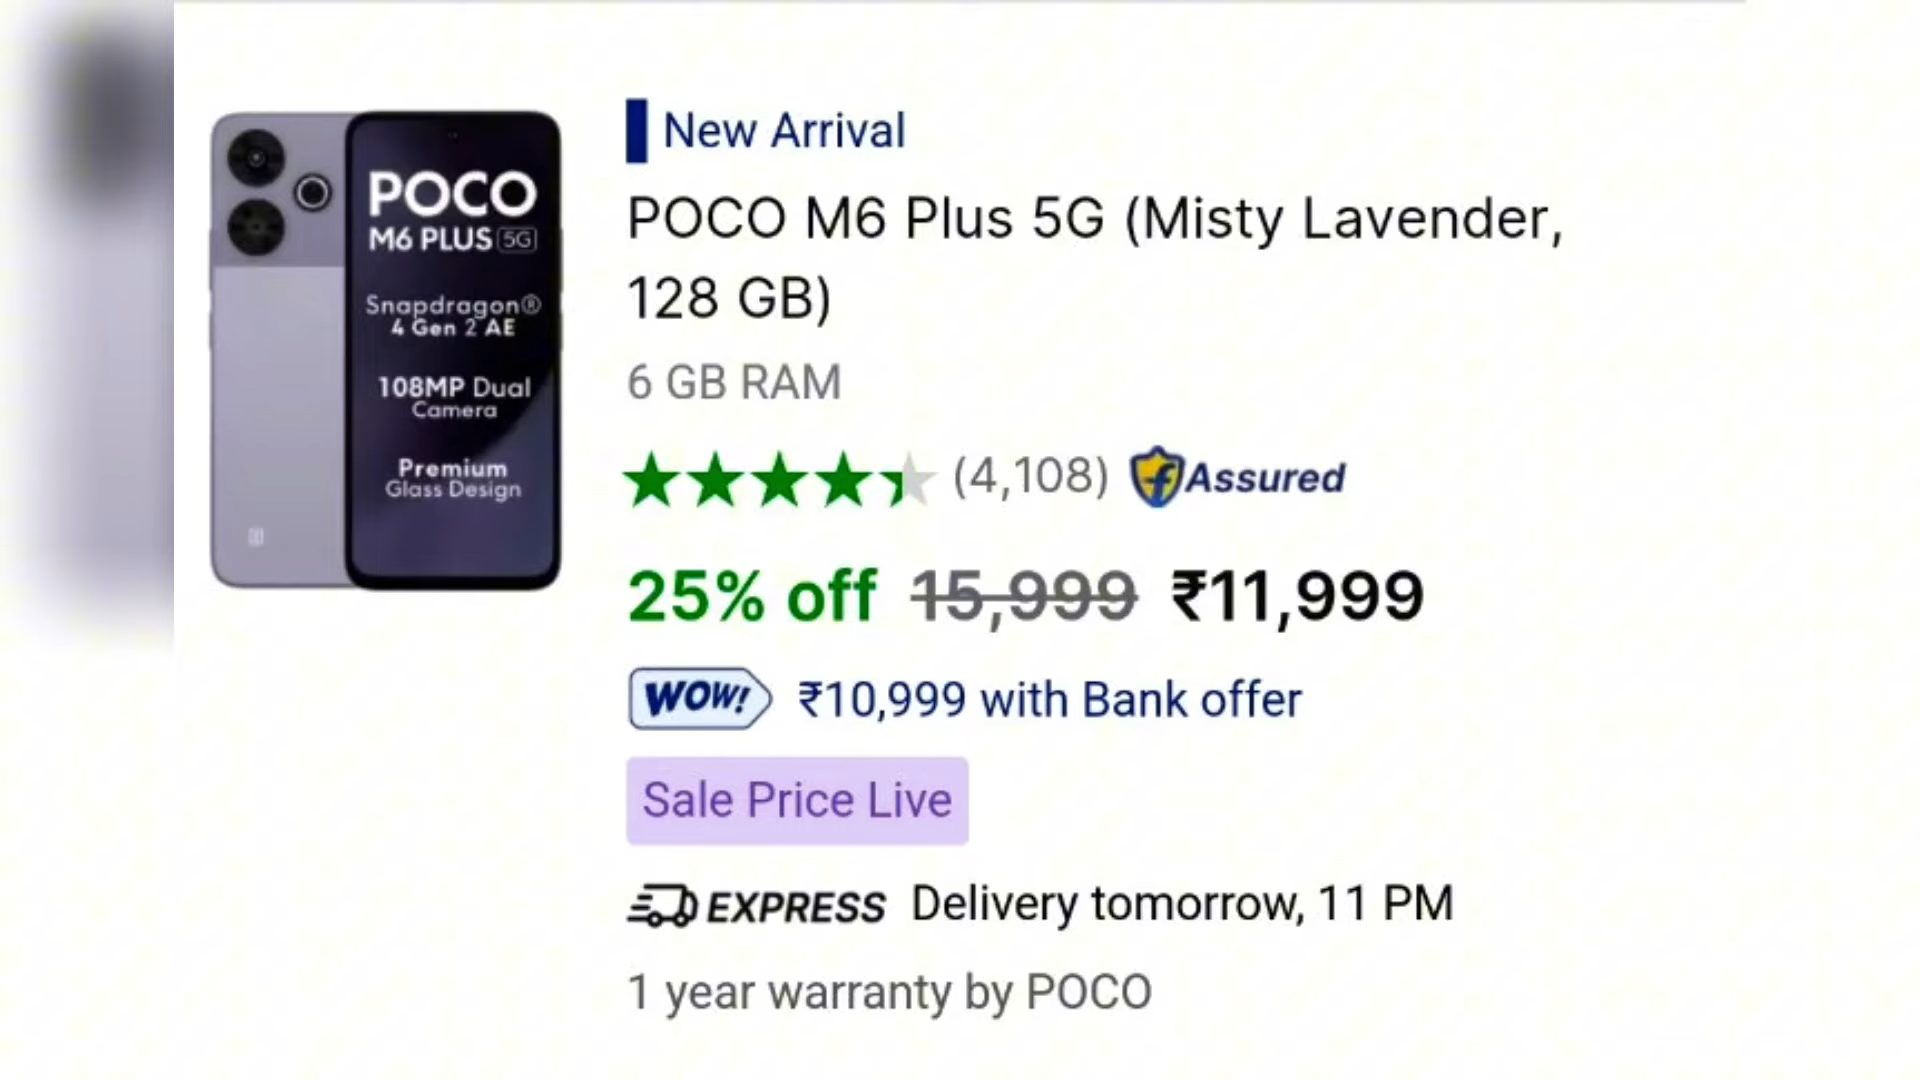 New Arrival
POCO M6 Plus 5G (Misty Lavender,
128 GB)
6 GB RAM
(4,108) f Assured
25% off 15,999 ₹11,999
WOW! ₹10,999 with Bank offer
Sale Price Live
EXPRESS Delivery tomorrow, 11 PM
1 year warranty by POCO
POCO
M6 PLUS 5G
Snapdragon®
4 Gen 2 AE
108MP Dual
Camera
Premium
Glass Design